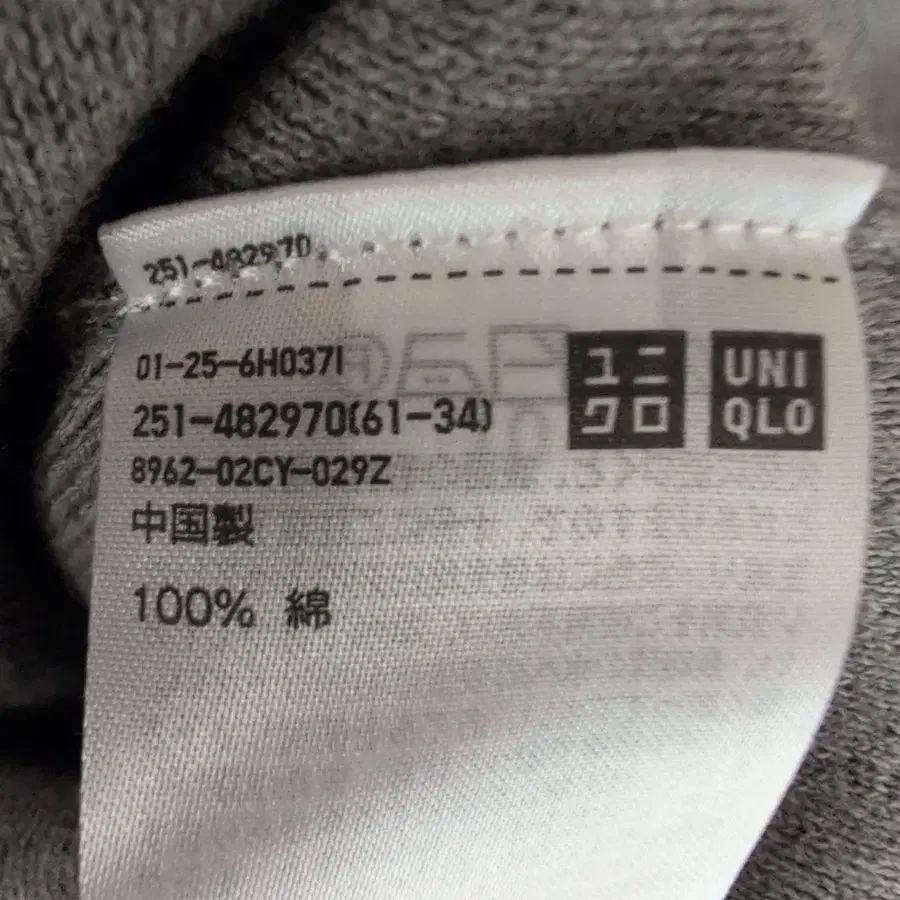 251-482970
01-25-6H0371
251-482970(61-34)
8962-02CY-029Z
中国製
100% 綿
ユニ
クロ
UNI
QLO